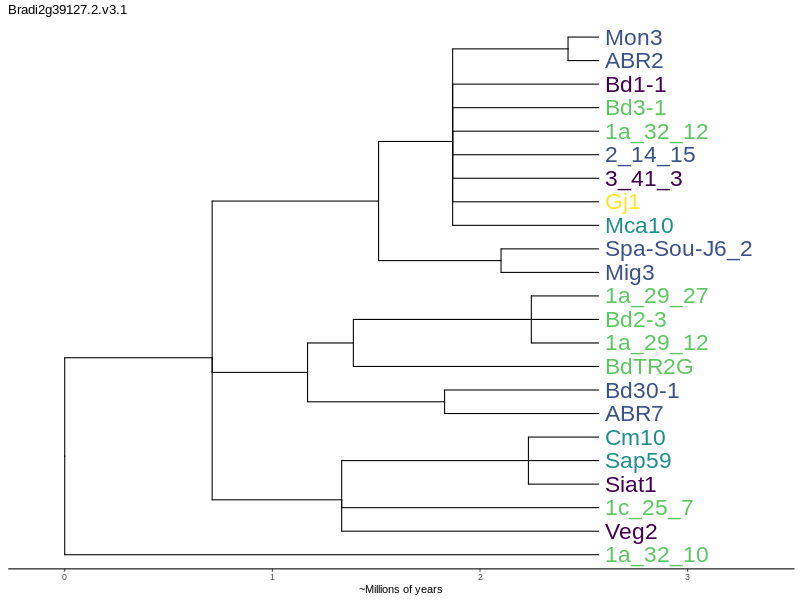 Bradi2g39127.2.v3.1
Mon3
ABR2
Bd1-1
Bd3-1
1a_32_12
2_14_15
3_41_3
Gj1
Mca10
Spa-Sou-J6_2
Mig3
1a_29_27
Bd2-3
1a_29_12
BdTR2G
Bd30-1
ABR7
Cm10
Sap59
Siat1
1c_25_7
Veg2
1a_32_10
0 1 2 3
~Millions of years